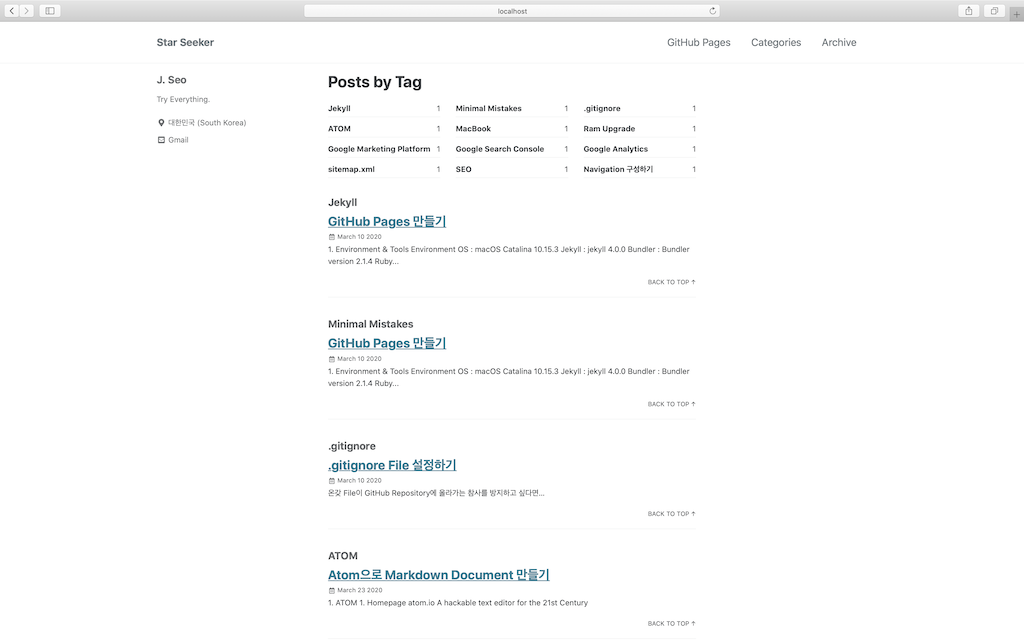 localhost
Star Seeker
GitHub Pages
Categories
Archive
J. Seo
Try Everything.
대한민국 (South Korea)
Gmail
Posts by Tag
Jekyll 1
Minimal Mistakes 1
.gitignore 1
ATOM 1
MacBook 1
Ram Upgrade 1
Google Marketing Platform 1
Google Search Console 1
Google Analytics 1
sitemap.xml 1
SEO 1
Navigation 구성하기 1
Jekyll
GitHub Pages 만들기
March 10 2020
1. Environment & Tools Environment OS : macOS Catalina 10.15.3 Jekyll : jekyll 4.0.0 Bundler : Bundler
version 2.1.4 Ruby...
BACK TO TOP ↑
Minimal Mistakes
GitHub Pages 만들기
March 10 2020
1. Environment & Tools Environment OS : macOS Catalina 10.15.3 Jekyll : jekyll 4.0.0 Bundler : Bundler
version 2.1.4 Ruby...
BACK TO TOP ↑
.gitignore
.gitignore File 설정하기
March 10 2020
온갖 File이 GitHub Repository에 올라가는 참사를 방지하고 싶다면...
BACK TO TOP ↑
ATOM
Atom으로 Markdown Document 만들기
March 23 2020
1. ATOM 1. Homepage atom.io A hackable text editor for the 21st Century
BACK TO TOP ↑